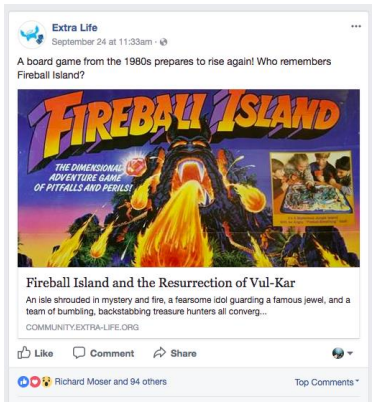 Extra Life
September 24 at 11:33am ·
A board game from the 1980s prepares to rise again! Who remembers
Fireball Island?
FIREBALL ISLAND
THE DIMENSIONAL
ADVENTURE GAME
OF PITFALLS AND PERILS!
Fireball Island and the Resurrection of Vul-Kar
An isle shrouded in mystery and fire, a fearsome idol guarding a famous jewel, and a
team of bumbling, backstabbing treasure hunters all converg...
COMMUNITY.EXTRA-LIFE.ORG
Like Comment Share
Richard Moser and 94 others Top Comments